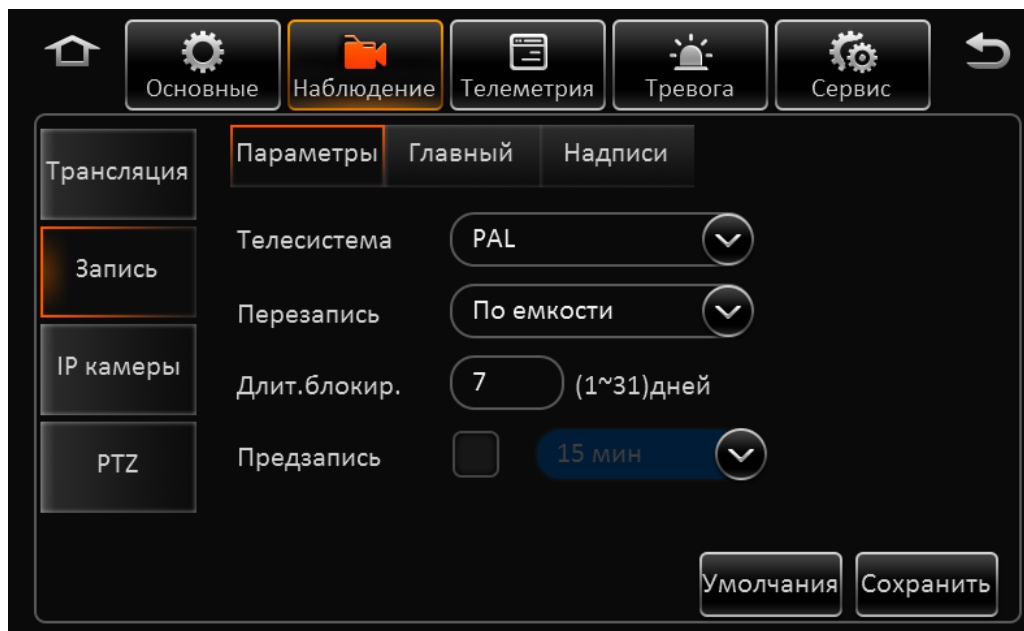 Основные Наблюдение Телеметрия Тревога Сервис
Трансляция
Запись
IP камеры
PTZ
Параметры Главный Надписи
Телесистема PAL
Перезапись По емкости
Длит.блокир. 7 (1~31)дней
Предзапись 15 мин
Умолчания Сохранить